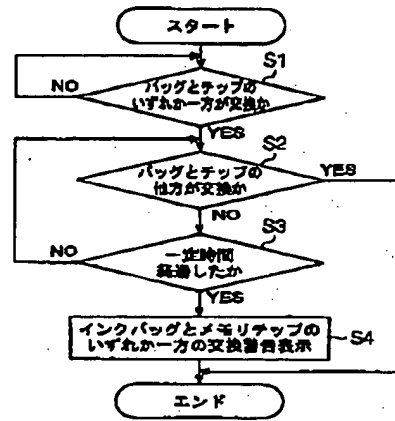 スタート
S1
バッグとチップの
いずれか一方が交換か
NO
YES
S2
バッグとチップの
他方が交換か
YES
NO
S3
一定時間
経過したか
NO
YES
インクバッグとメモリチップの
いずれか一方の交換警告表示
S4
エンド